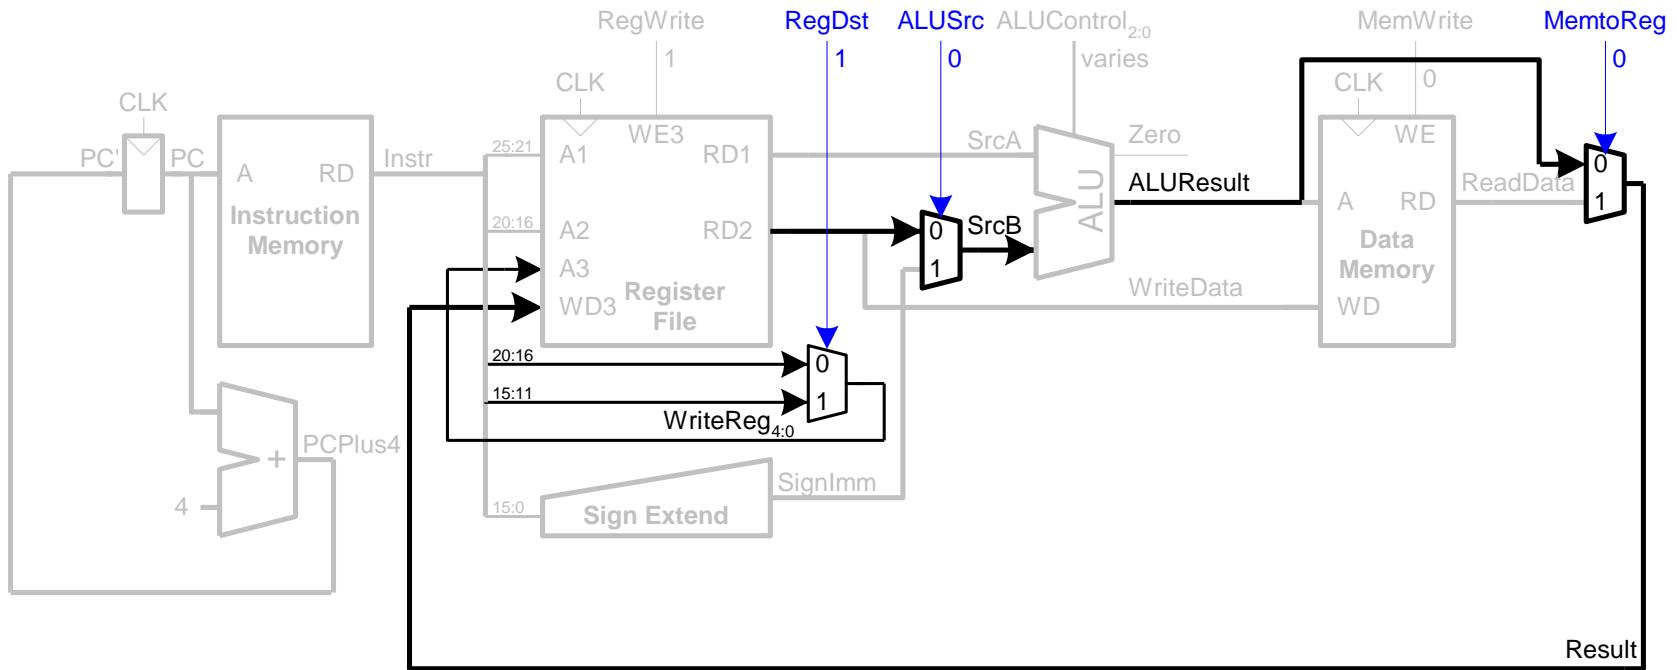 RegWrite RegDst ALUSrc ALUControl2:0 MemWrite MemtoReg
1 1 0 varies 0 0
CLK CLK CLK
WE3 Zero WE
PC' PC Instr 25:21 A1 RD1 SrcA 0
A RD ALU ALUResult A RD ReadData 1
Instruction Memory
20:16 A2 RD2 0 SrcB
Data Memory
A3 1
WD3 Register File WriteData WD
20:16 0
15:11 1
WriteReg4:0
PCPlus4
+
4 SignImm
15:0 Sign Extend
Result